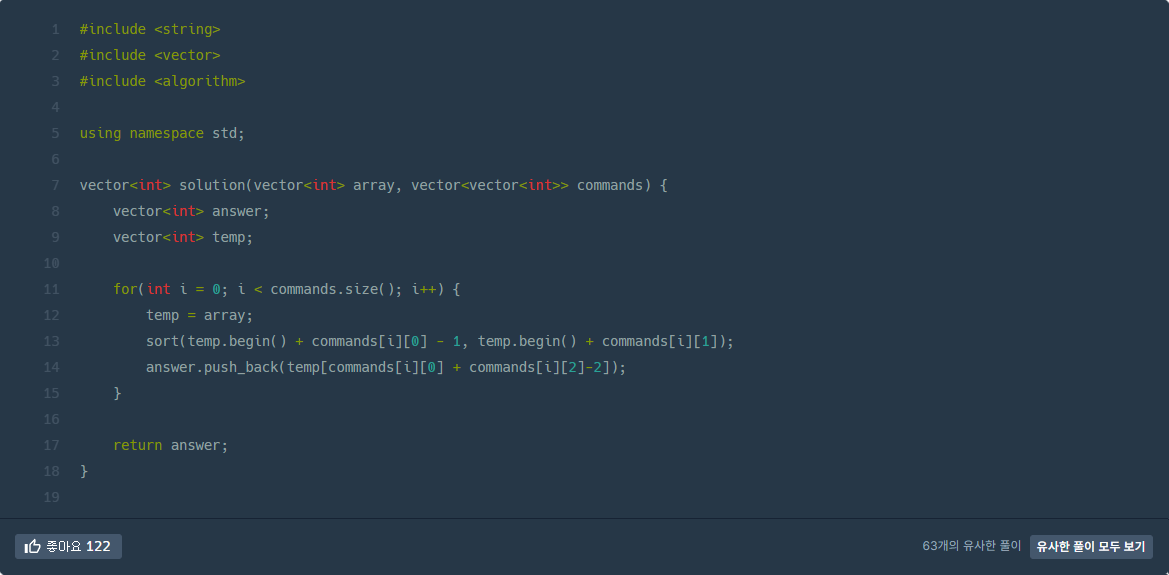 1 #include <string>
2 #include <vector>
3 #include <algorithm>
4
5 using namespace std;
6
7 vector<int> solution(vector<int> array, vector<vector<int>> commands) {
8     vector<int> answer;
9     vector<int> temp;
10
11     for(int i = 0; i < commands.size(); i++) {
12         temp = array;
13         sort(temp.begin() + commands[i][0] - 1, temp.begin() + commands[i][1]);
14         answer.push_back(temp[commands[i][0] + commands[i][2]-2]);
15     }
16
17     return answer;
18 }
19
좋아요 122 63개의 유사한 풀이 유사한 풀이 모두 보기